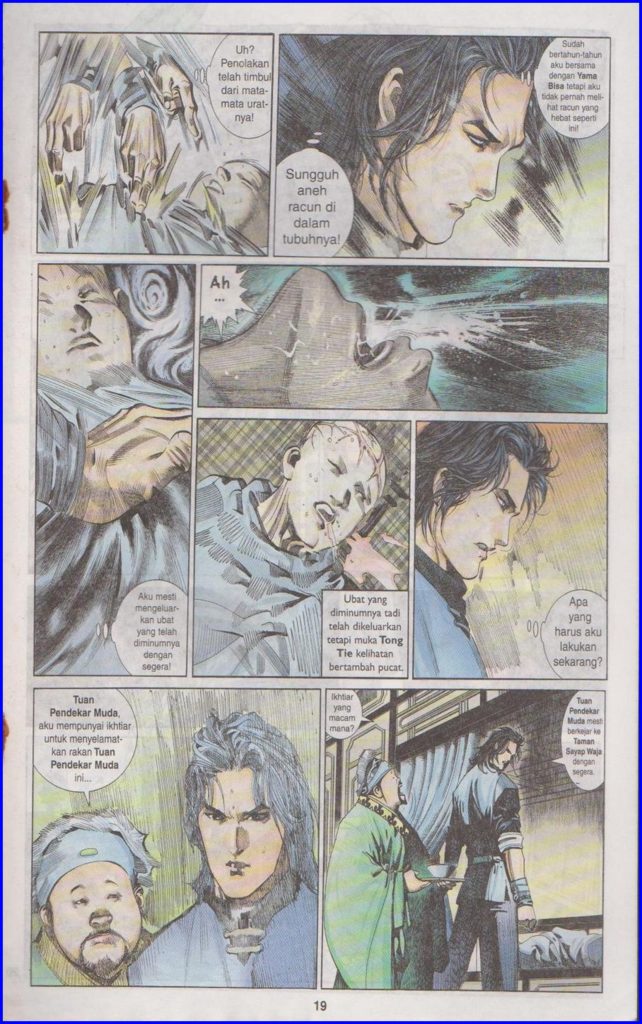 Uh?
Penolakan
telah timbul
dari mata-
mata urat-
nya!
Sudah
bertahun-tahun
aku bersama
dengan Yama
Bisa tetapi aku
tidak pernah meli-
hat racun yang
hebat seperti
ini!
Sungguh
aneh
racun di
dalam
tubuhnya!
Ah
...
Aku mesti
mengeluar-
kan ubat
yang telah
diminumnya
dengan
segera!
Ubat yang
diminumnya tadi
telah dikeluarkan
tetapi muka Tong
Tie kelihatan
bertambah pucat.
Apa
yang
harus aku
lakukan
sekarang?
Tuan
Pendekar Muda,
aku mempunyai ikhtiar
untuk menyelamat-
kan rakan Tuan
Pendekar Muda
ini...
Ikhtiar
yang
macam
mana?
Tuan
Pendekar
Muda mesti
berkejar ke
Taman
Sayap Waja
dengan
segera.
19